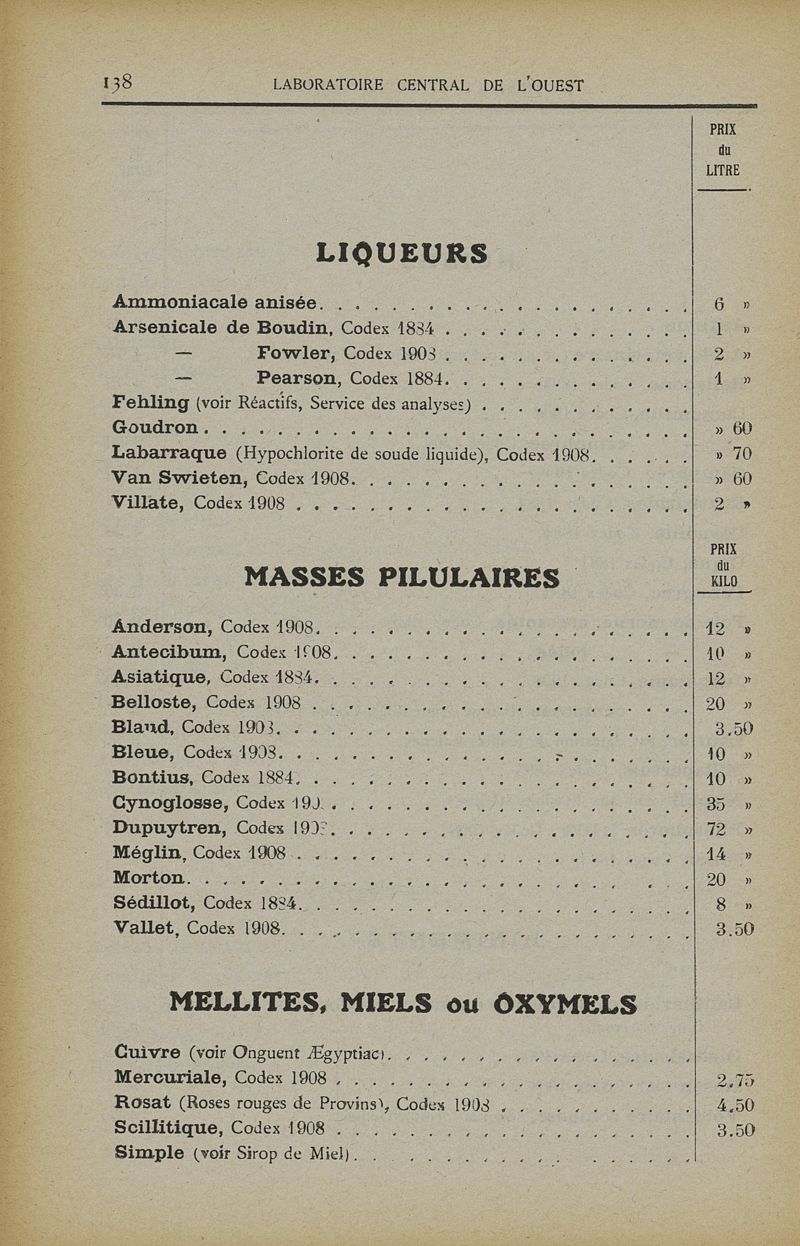 138 LABORATOIRE CENTRAL DE L'OUEST
PRIX
du
LITRE
LIQUEURS
Ammoniacale anisée. . . . . . . . . . . . . . . . . . . . 6 »
Arsenicale de Boudin, Codex 1884 . . . . . . . . . . . . . . 1 »
— Fowler, Codex 1908 . . . . . . . . . . . . . . 2 »
— Pearson, Codex 1884. . . . . . . . . . . . . . 1 »
Fehling (voir Réactifs, Service des analyses) . . . . . . . . . . . .
Goudron . . . . . . . . . . . . . . . . . . . . . . . . . . . » 60
Labarraque (Hypochlorite de soude liquide), Codex 1908. . . . . . » 70
Van Swieten, Codex 1908. . . . . . . . . . . . . . . . . . . » 60
Villate, Codex 1908 . . . . . . . . . . . . . . . . . . . . . . 2 »
PRIX
du
KILO
MASSES PILULAIRES
Anderson, Codex 1908. . . . . . . . . . . . . . . . . . . . . 12 »
Antecibum, Codex 1908. . . . . . . . . . . . . . . . . . . . 10 »
Asiatique, Codex 1884. . . . . . . . . . . . . . . . . . . . . 12 »
Belloste, Codex 1908 . . . . . . . . . . . . . . . . . . . . . 20 »
Blaud, Codex 1908. . . . . . . . . . . . . . . . . . . . . . . 3.50
Bleue, Codex 1908. . . . . . . . . . . . . . . . . . . . . . . 10 »
Bontius, Codex 1884. . . . . . . . . . . . . . . . . . . . . . 10 »
Cynoglosse, Codex . . . . . . . . . . . . . . . . . . . . 35 »
Dupuytren, Codex . . . . . . . . . . . . . . . . . . . . 72 »
Méglin, Codex 1908 . . . . . . . . . . . . . . . . . . . . . . 14 »
Morton. . . . . . . . . . . . . . . . . . . . . . . . . . . . 20 »
Sédillot, Codex 1884. . . . . . . . . . . . . . . . . . . . . . 8 »
Vallet, Codex 1908. . . . . . . . . . . . . . . . . . . . . . . 3.50
MELLITES, MIELS ou OXYMELS
Cuivre (voir Onguent Ægyptiac). . . . . . . . . . . . . . . . .
Mercuriale, Codex 1908 . . . . . . . . . . . . . . . . . . . . 2.75
Rosat (Roses rouges de Provins), Codex 1908 . . . . . . . . . . . 4.50
Scillitique, Codex 1908 . . . . . . . . . . . . . . . . . . . . 3.50
Simple (voir Sirop de Miel). . . . . . . . . . . . . . . . . .